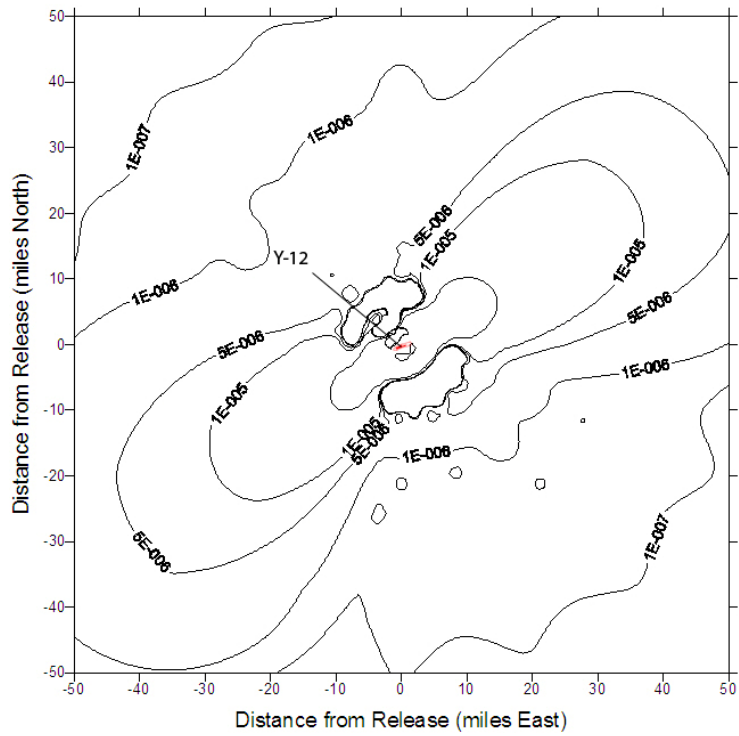 50
40
30
20
10
0
-10
-20
-30
-40
-50
-50
-40
-30
-20
-10
0
10
20
30
40
50
Distance from Release (miles North)
Distance from Release (miles East)
Y-12
1E-007
1E-006
5E-006
1E-005
1E-005
1E-006
5E-006
5E-006
1E-006
1E-005
1E-005
5E-006
1E-006
5E-006
1E-007